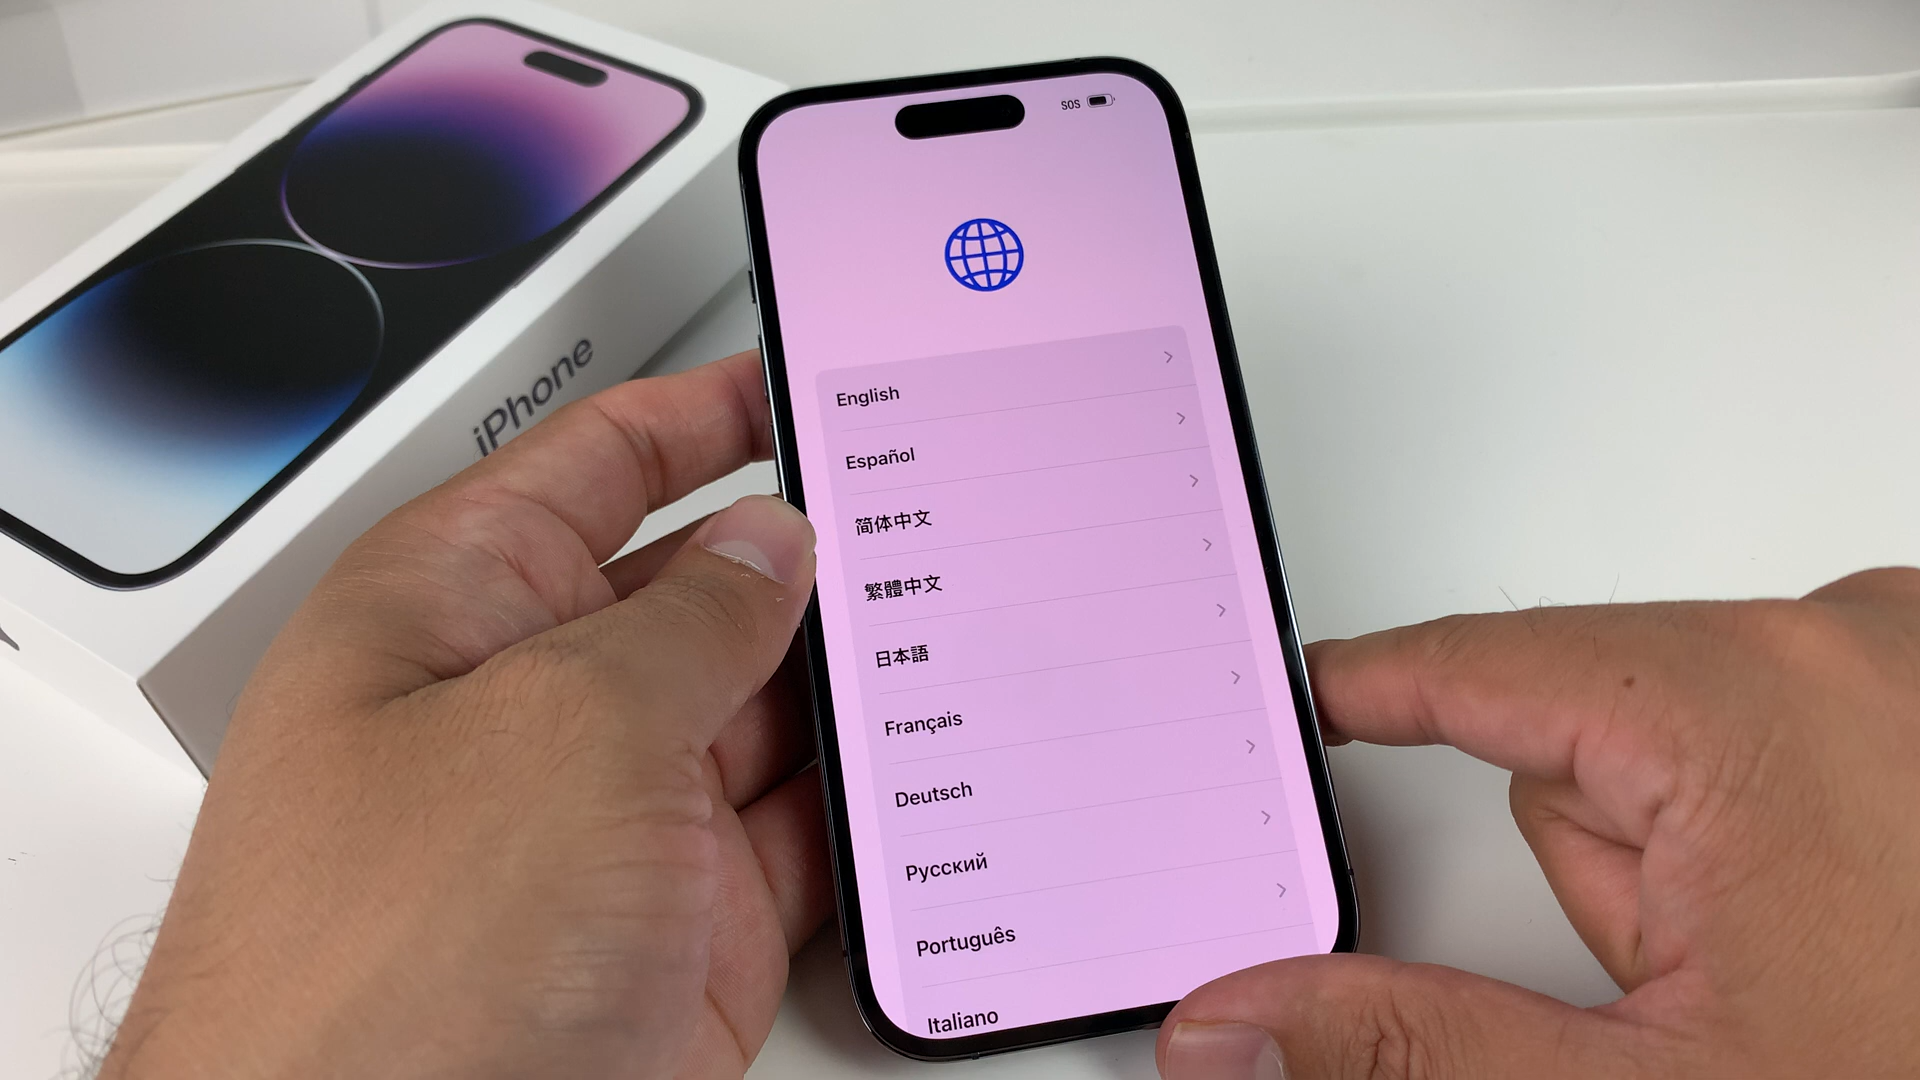 iPhone
SOS
English
Español
简体中文
繁體中文
日本語
Français
Deutsch
Русский
Português
Italiano